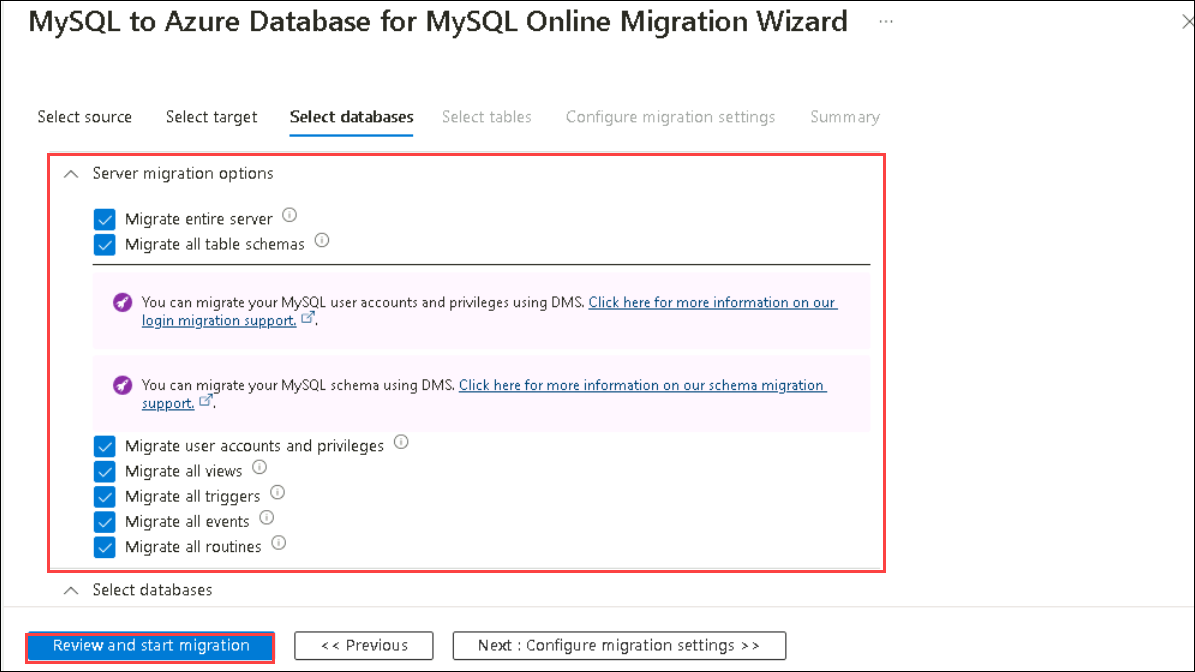 MySQL to Azure Database for MySQL Online Migration Wizard ...
Select source Select target Select databases Select tables Configure migration settings Summary
Server migration options
Migrate entire server
Migrate all table schemas
You can migrate your MySQL user accounts and privileges using DMS. Click here for more information on our
login migration support. .
You can migrate your MySQL schema using DMS. Click here for more information on our schema migration
support. .
Migrate user accounts and privileges
Migrate all views
Migrate all triggers
Migrate all events
Migrate all routines
Select databases
Review and start migration << Previous Next : Configure migration settings >>